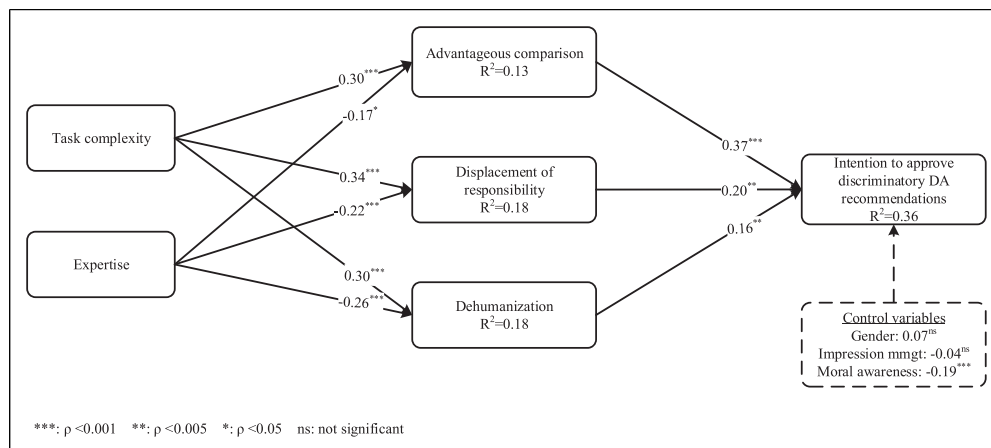 Advantageous comparison
R²=0.13
0.30***
-0.17*
Task complexity
0.37***
0.34***
Displacement of
responsibility
R²=0.18
0.20**
Intention to approve
discriminatory DA
recommendations
R²=0.36
-0.22***
0.16**
Expertise
0.30***
-0.26***
Dehumanization
R²=0.18
Control variables
Gender: 0.07ns
Impression mmgt: -0.04ns
Moral awareness: -0.19***
***: ρ <0.001 **: ρ <0.005 *: ρ <0.05 ns: not significant